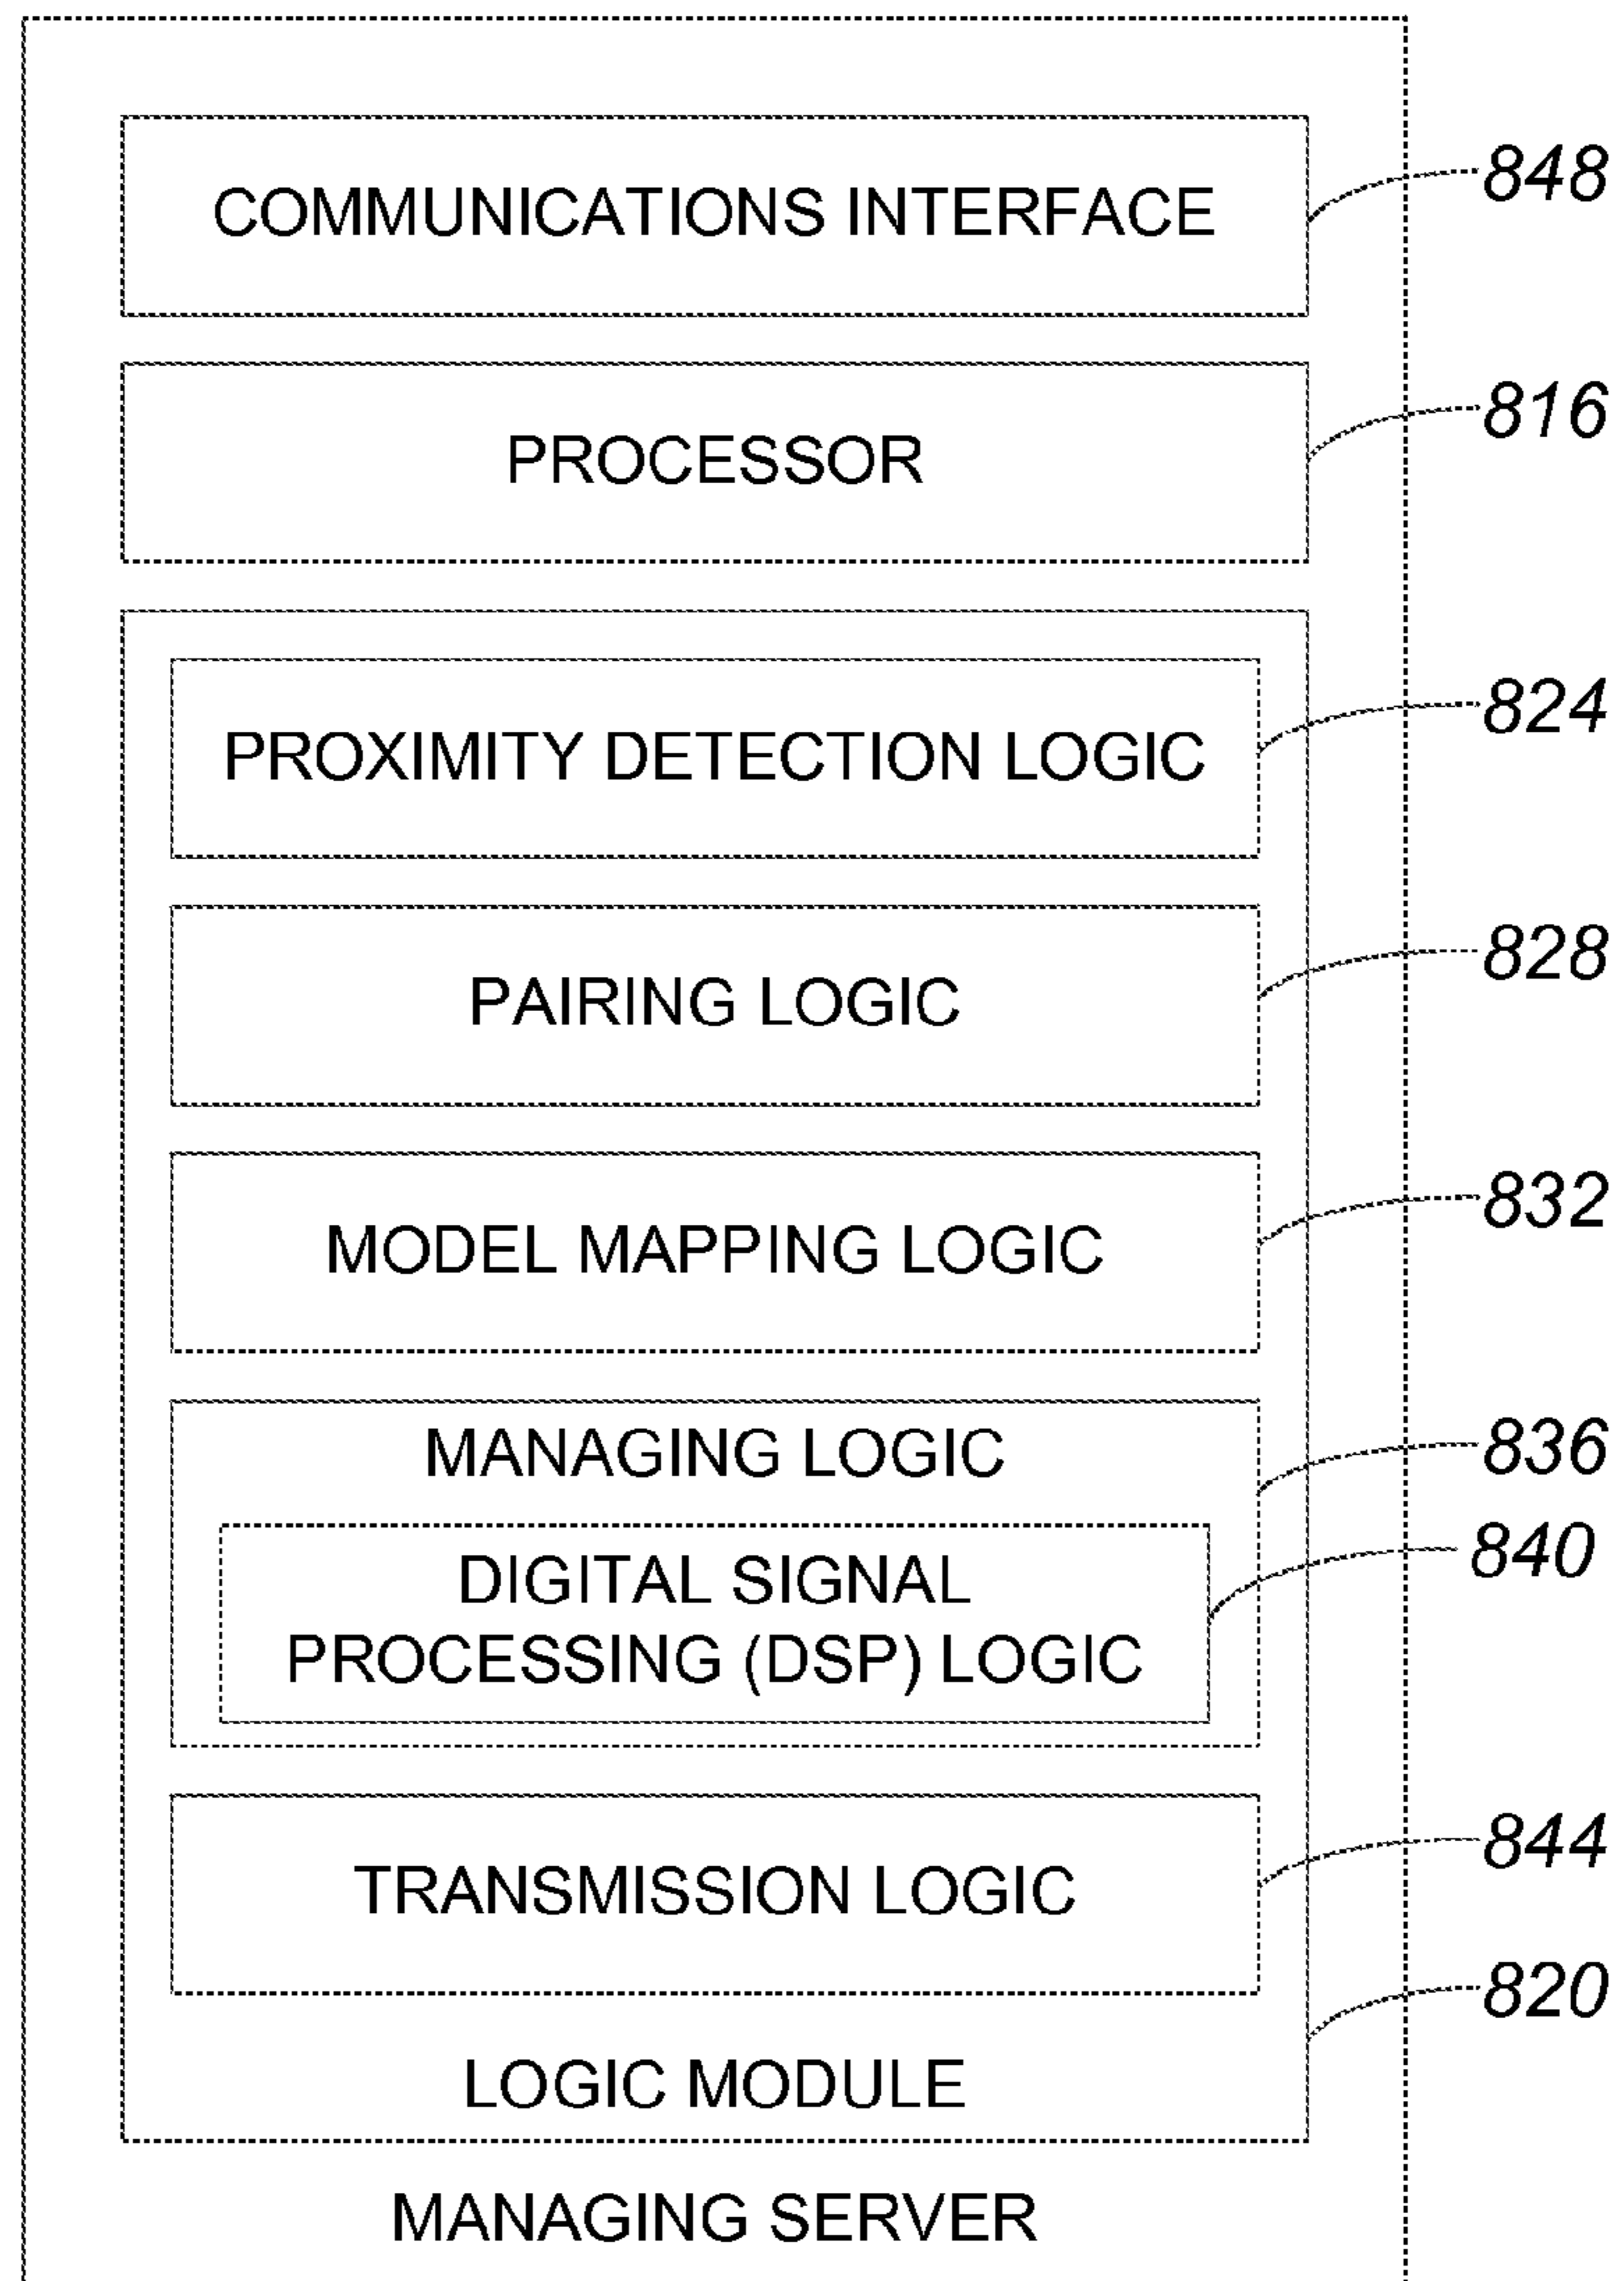 COMMUNICATIONS INTERFACE
848
PROCESSOR
816
PROXIMITY DETECTION LOGIC
824
PAIRING LOGIC
828
MODEL MAPPING LOGIC
832
MANAGING LOGIC
836
DIGITAL SIGNAL
PROCESSING (DSP) LOGIC
840
TRANSMISSION LOGIC
844
LOGIC MODULE
820
MANAGING SERVER